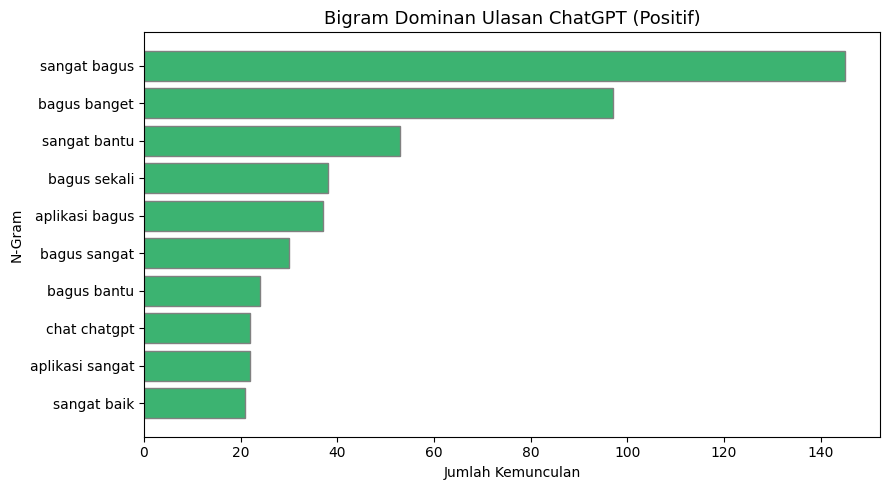 Bigram Dominan Ulasan ChatGPT (Positif)
sangat bagus
bagus banget
sangat bantu
bagus sekali
aplikasi bagus
bagus sangat
bagus bantu
chat chatgpt
aplikasi sangat
sangat baik
N-Gram
0 20 40 60 80 100 120 140
Jumlah Kemunculan